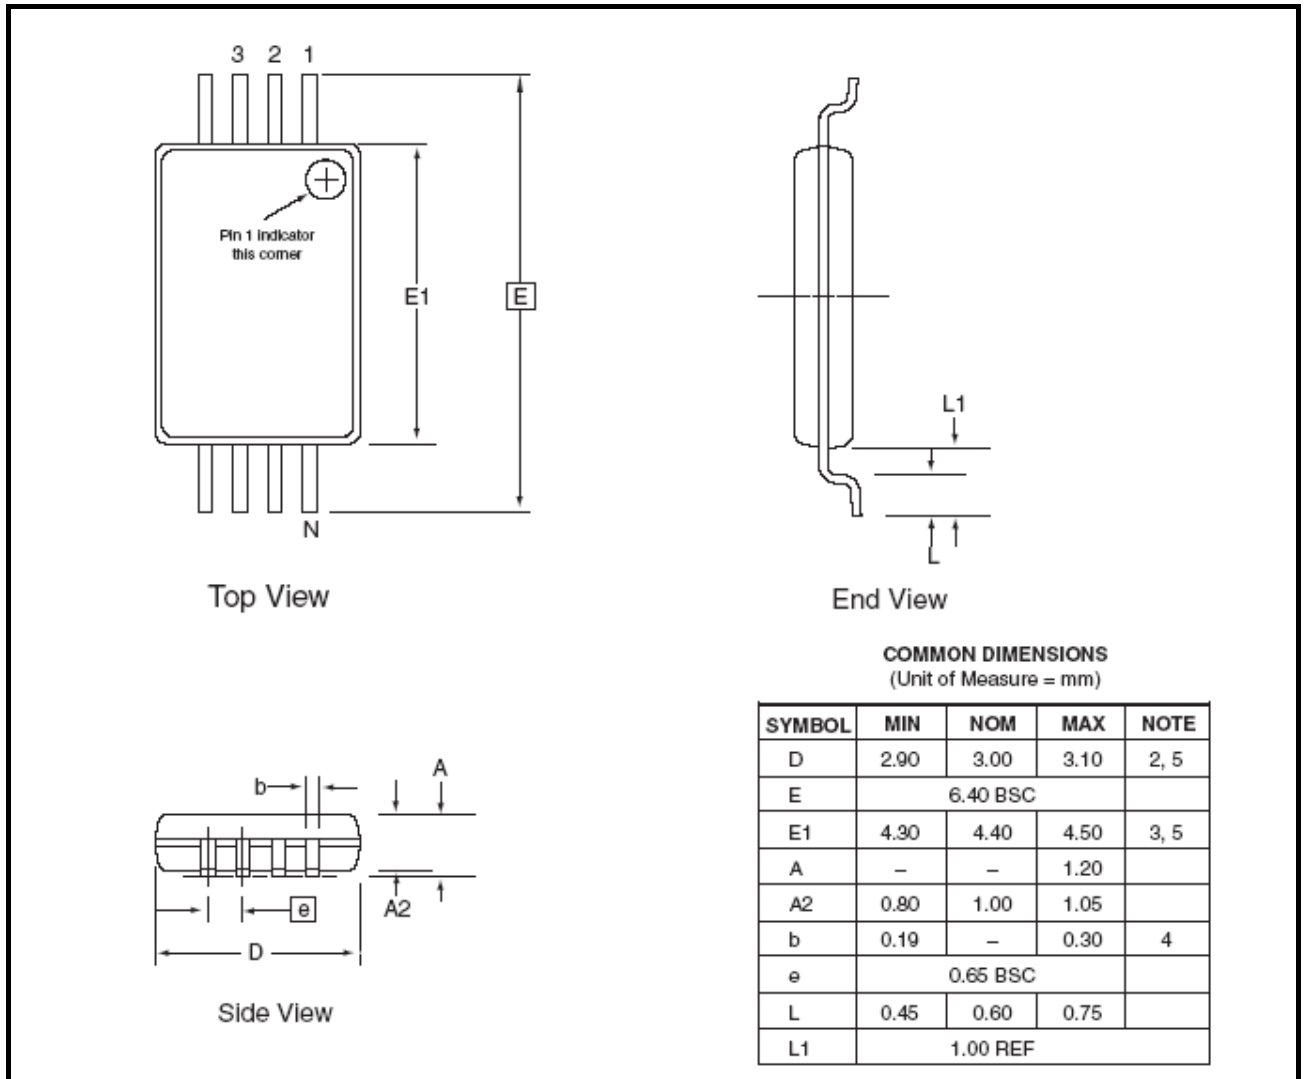 3 2 1
Pin 1 indicator
this corner
E1
E
N
Top View
L1
L
End View
COMMON DIMENSIONS
(Unit of Measure = mm)
SYMBOL MIN NOM MAX NOTE
D 2.90 3.00 3.10 2, 5
E 6.40 BSC
E1 4.30 4.40 4.50 3, 5
A – – 1.20
A2 0.80 1.00 1.05
b 0.19 – 0.30 4
e 0.65 BSC
L 0.45 0.60 0.75
L1 1.00 REF
b
A
e
A2
D
Side View